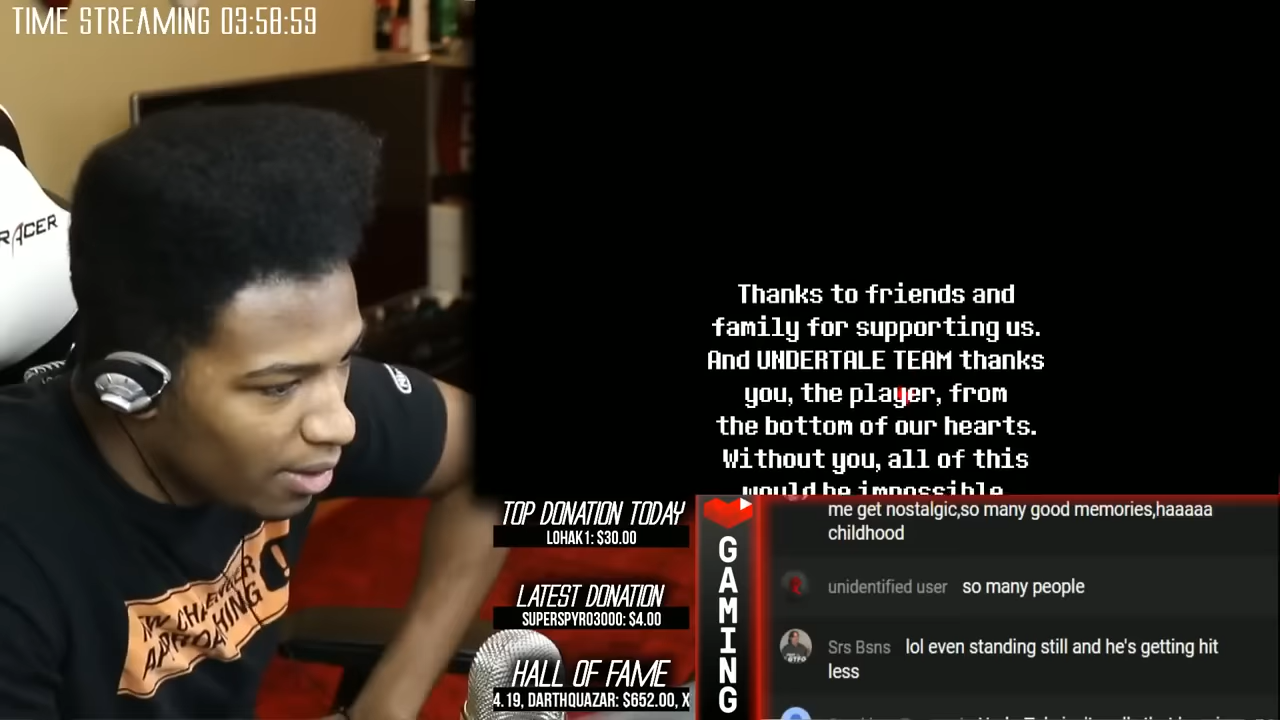 TIME STREAMING 03:58:59
RACER
Thanks to friends and
family for supporting us.
And UNDERTALE TEAM thanks
you, the player, from
the bottom of our hearts.
Without you, all of this
would be impossible
APPROACHING
TOP DONATION TODAY
LOHAK1: $30.00
LATEST DONATION
SUPERSPYRO3000: $4.00
HALL OF FAME
4.19, DARTHQUAZAR: $652.00, X
GAMING
me get nostalgic,so many good memories,haaaaa
childhood
unidentified user so many people
Srs Bsns lol even standing still and he's getting hit
less